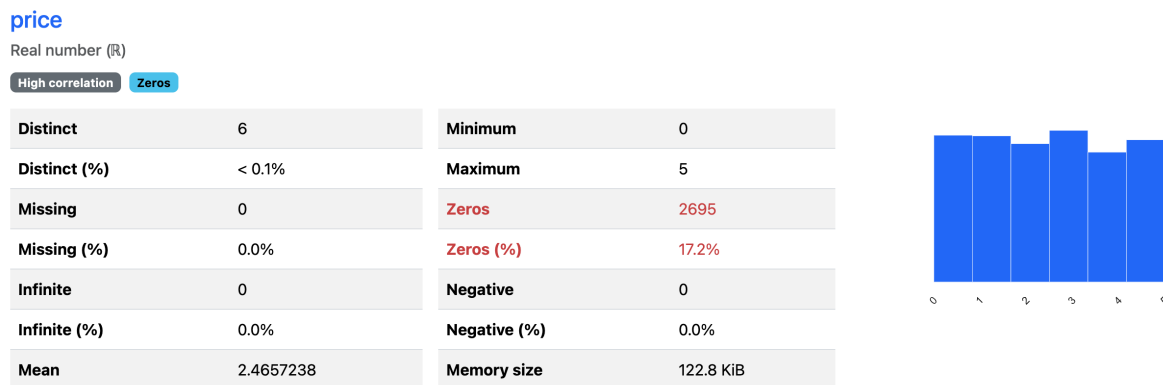 price
Real number (ℝ)
High correlation Zeros
Distinct 6
Distinct (%) < 0.1%
Missing 0
Missing (%) 0.0%
Infinite 0
Infinite (%) 0.0%
Mean 2.4657238
Minimum 0
Maximum 5
Zeros 2695
Zeros (%) 17.2%
Negative 0
Negative (%) 0.0%
Memory size 122.8 KiB
0 1 2 3 4